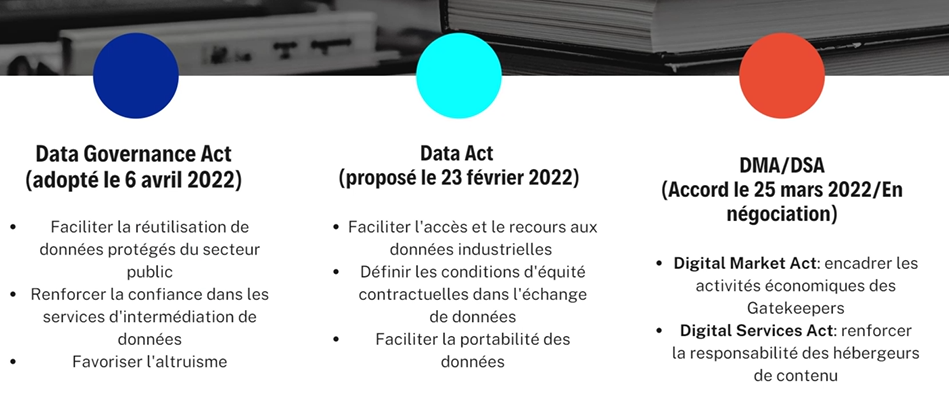 Data Governance Act
(adopté le 6 avril 2022)
• Faciliter la réutilisation de
données protégés du secteur
public
• Renforcer la confiance dans les
services d'intermédiation de
données
• Favoriser l'altruisme
Data Act
(proposé le 23 février 2022)
• Faciliter l'accès et le recours aux
données industrielles
• Définir les conditions d'équité
contractuelles dans l'échange
de données
• Faciliter la portabilité des
données
DMA/DSA
(Accord le 25 mars 2022/En
négociation)
• Digital Market Act: encadrer les
activités économiques des
Gatekeepers
• Digital Services Act: renforcer
la responsabilité des hébergeurs
de contenu